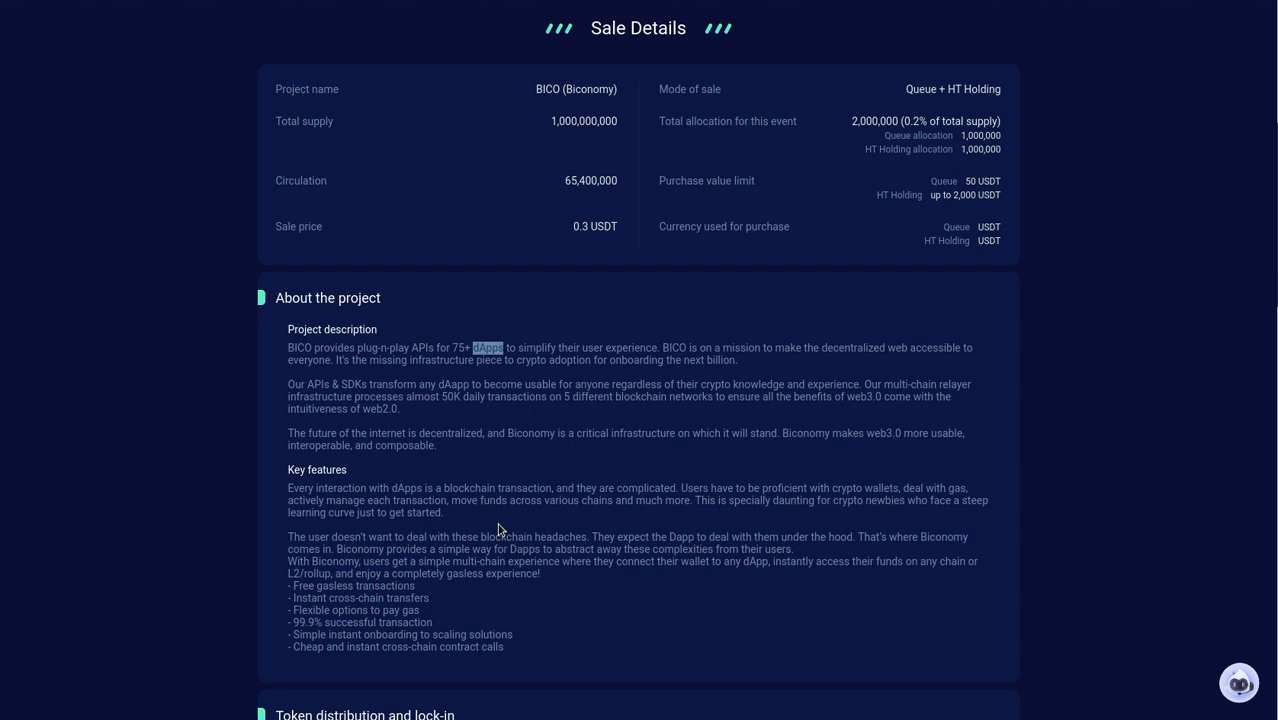 Sale Details
Project name BICO (Biconomy)
Mode of sale Queue + HT Holding
Total supply 1,000,000,000
Total allocation for this event 2,000,000 (0.2% of total supply)
Queue allocation 1,000,000
HT Holding allocation 1,000,000
Circulation 65,400,000
Purchase value limit Queue 50 USDT
HT Holding up to 2,000 USDT
Sale price 0.3 USDT
Currency used for purchase Queue USDT
HT Holding USDT
About the project
Project description
BICO provides plug-n-play APIs for 75+ dApps to simplify their user experience. BICO is on a mission to make the decentralized web accessible to
everyone. It's the missing infrastructure piece to crypto adoption for onboarding the next billion.
Our APIs & SDKs transform any dAapp to become usable for anyone regardless of their crypto knowledge and experience. Our multi-chain relayer
infrastructure processes almost 50K daily transactions on 5 different blockchain networks to ensure all the benefits of web3.0 come with the
intuitiveness of web2.0.
The future of the internet is decentralized, and Biconomy is a critical infrastructure on which it will stand. Biconomy makes web3.0 more usable,
interoperable, and composable.
Key features
Every interaction with dApps is a blockchain transaction, and they are complicated. Users have to be proficient with crypto wallets, deal with gas,
actively manage each transaction, move funds across various chains and much more. This is specially daunting for crypto newbies who face a steep
learning curve just to get started.
The user doesn't want to deal with these blockchain headaches. They expect the Dapp to deal with them under the hood. That's where Biconomy
comes in. Biconomy provides a simple way for Dapps to abstract away these complexities from their users.
With Biconomy, users get a simple multi-chain experience where they connect their wallet to any dApp, instantly access their funds on any chain or
L2/rollup, and enjoy a completely gasless experience!
- Free gasless transactions
- Instant cross-chain transfers
- Flexible options to pay gas
- 99.9% successful transaction
- Simple instant onboarding to scaling solutions
- Cheap and instant cross-chain contract calls
Token distribution and lock-in